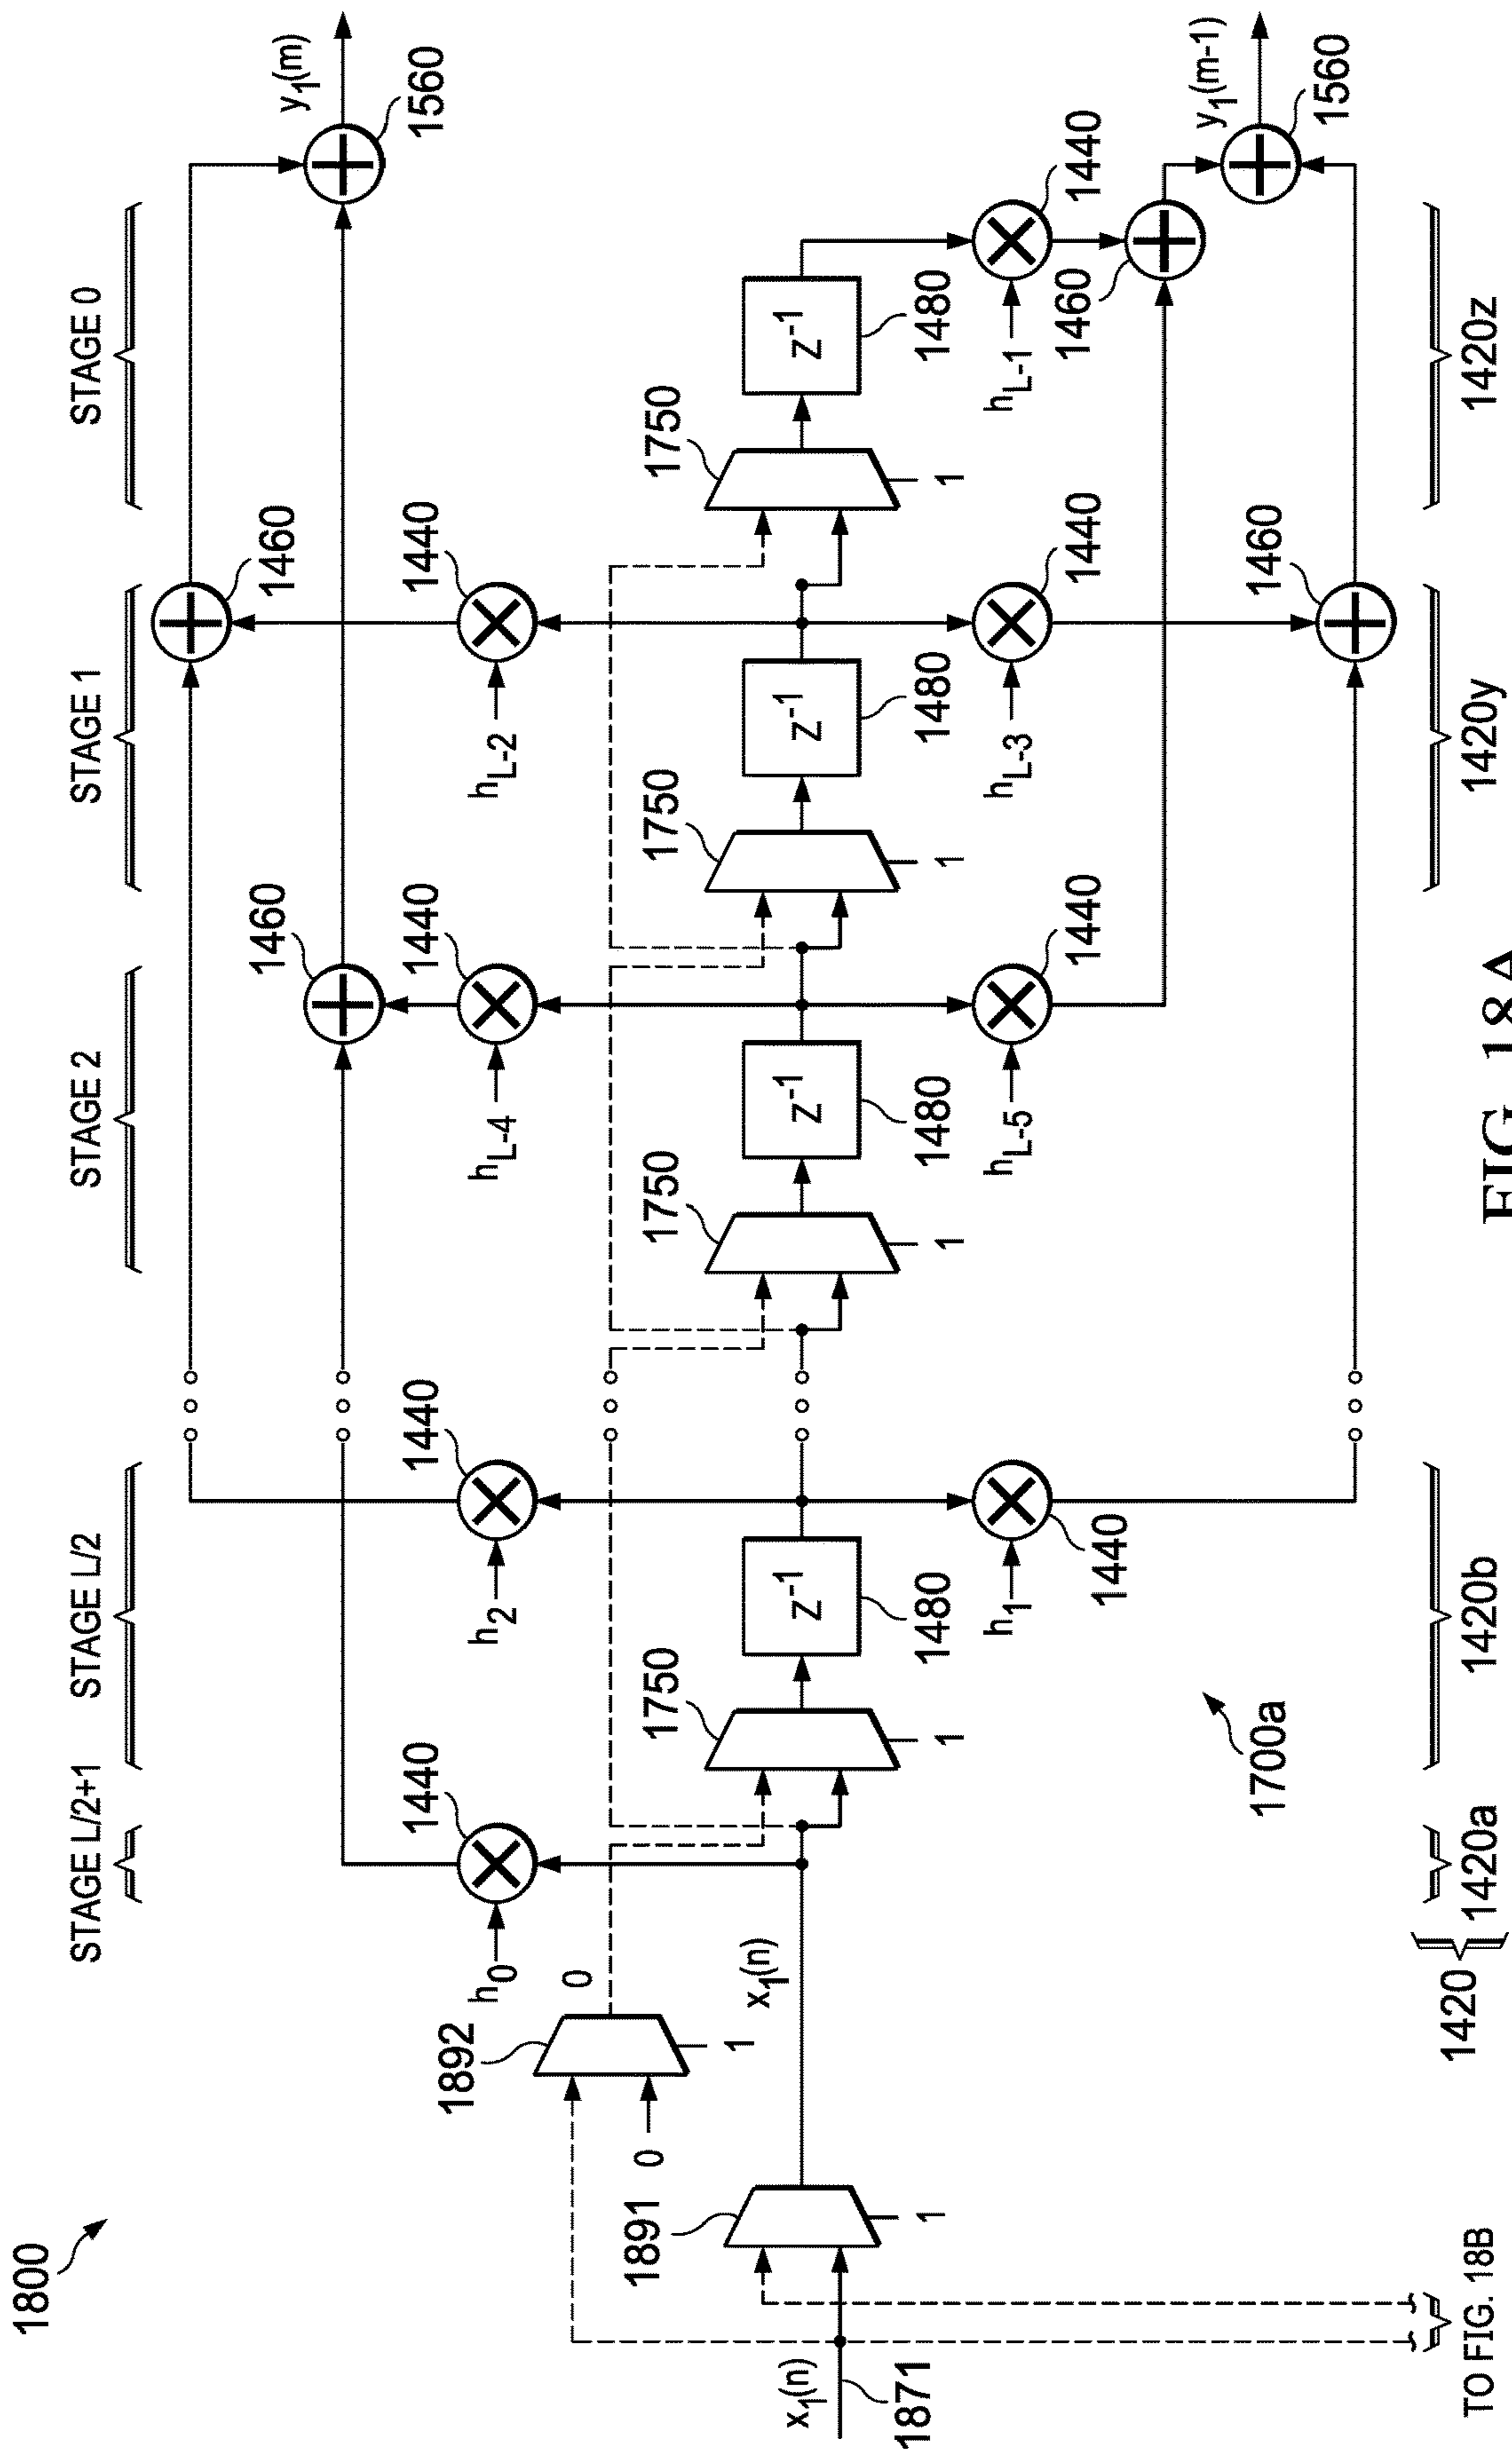 1800
STAGE L/2+1
STAGE L/2
STAGE 2
STAGE 1
STAGE 0
y1(m)
1560
1460
1460
1440
1440
1440
1440
h0
h2
hL-4
hL-2
1892
0
0
1
x1(n)
1891
1
x1(n)
1871
1750
1
z-1
1480
1750
1
z-1
1480
1750
1
z-1
1480
1750
1
z-1
1480
h1
1440
hL-5
1440
hL-3
1440
hL-1
1440
1460
1460
y1(m-1)
1560
1700a
TO FIG. 18B
1420
1420a
1420b
1420y
1420z
FIG. 18A